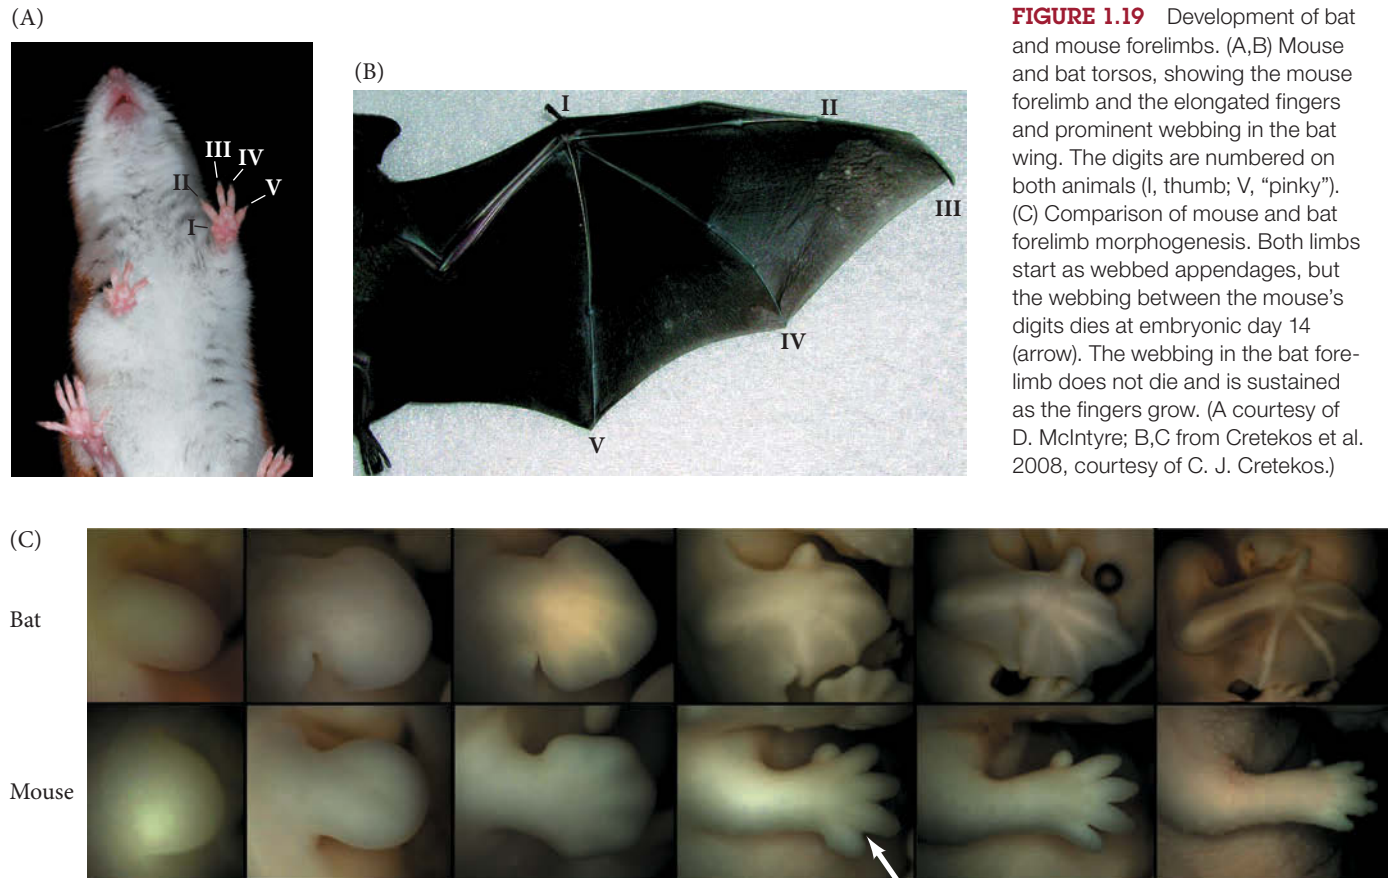 (A)
III
IV
II
V
I
(B)
I
II
III
IV
V
FIGURE 1.19 Development of bat
and mouse forelimbs. (A,B) Mouse
and bat torsos, showing the mouse
forelimb and the elongated fingers
and prominent webbing in the bat
wing. The digits are numbered on
both animals (I, thumb; V, “pinky”).
(C) Comparison of mouse and bat
forelimb morphogenesis. Both limbs
start as webbed appendages, but
the webbing between the mouse’s
digits dies at embryonic day 14
(arrow). The webbing in the bat fore-
limb does not die and is sustained
as the fingers grow. (A courtesy of
D. McIntyre; B,C from Cretekos et al.
2008, courtesy of C. J. Cretekos.)
(C)
Bat
Mouse